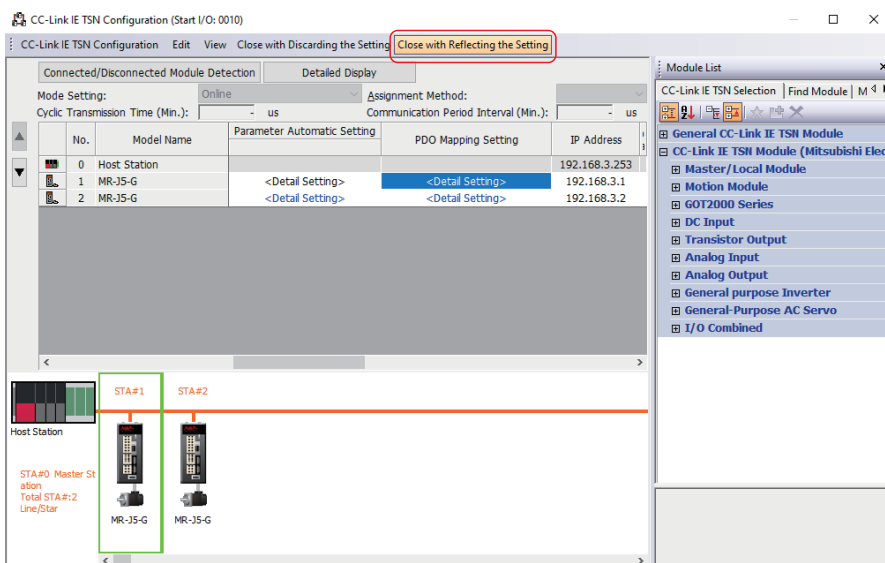 CC-Link IE TSN Configuration (Start I/O: 0010)
CC-Link IE TSN Configuration Edit View Close with Discarding the Setting Close with Reflecting the Setting
Connected/Disconnected Module Detection Detailed Display
Mode Setting: Online Assignment Method:
Cyclic Transmission Time (Min.): - us Communication Period Interval (Min.): - us
No. Model Name Parameter Automatic Setting PDO Mapping Setting IP Address
0 Host Station 192.168.3.253
1 MR-J5-G <Detail Setting> <Detail Setting> 192.168.3.1
2 MR-J5-G <Detail Setting> <Detail Setting> 192.168.3.2
STA#1 STA#2
Host Station
STA#0 Master St
ation
Total STA#:2
Line/Star
MR-J5-G MR-J5-G
Module List
CC-Link IE TSN Selection Find Module M
General CC-Link IE TSN Module
CC-Link IE TSN Module (Mitsubishi Elec
Master/Local Module
Motion Module
GOT2000 Series
DC Input
Transistor Output
Analog Input
Analog Output
General purpose Inverter
General-Purpose AC Servo
I/O Combined